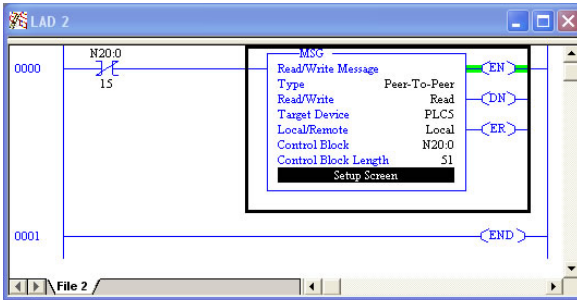 LAD 2
0000
N20:0
15
MSG
Read/Write Message
Type Peer-To-Peer
Read/Write Read
Target Device PLC5
Local/Remote Local
Control Block N20:0
Control Block Length 51
Setup Screen
EN
DN
ER
0001
END
File 2